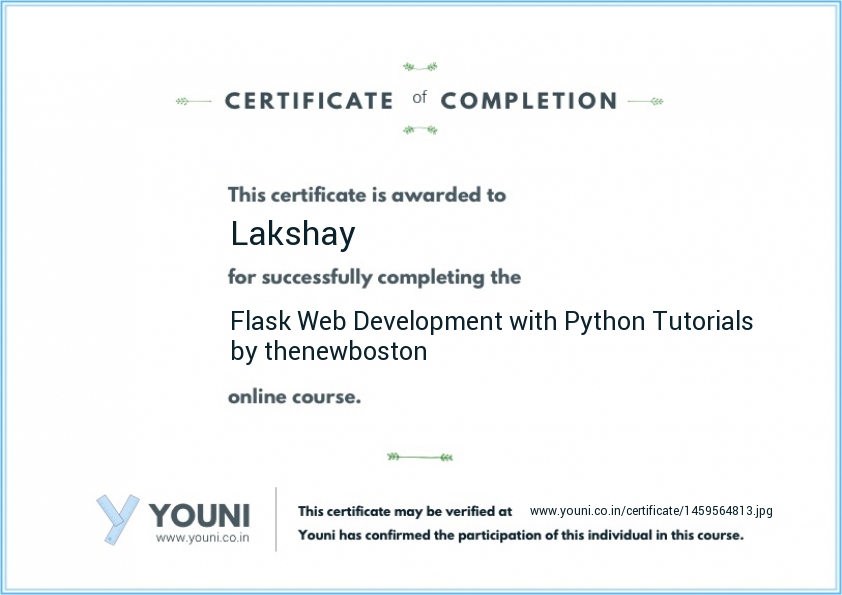 CERTIFICATE of COMPLETION
This certificate is awarded to
Lakshay
for successfully completing the
Flask Web Development with Python Tutorials
by thenewboston
online course.
YOUNI
www.youni.co.in
This certificate may be verified at www.youni.co.in/certificate/1459564813.jpg
Youni has confirmed the participation of this individual in this course.